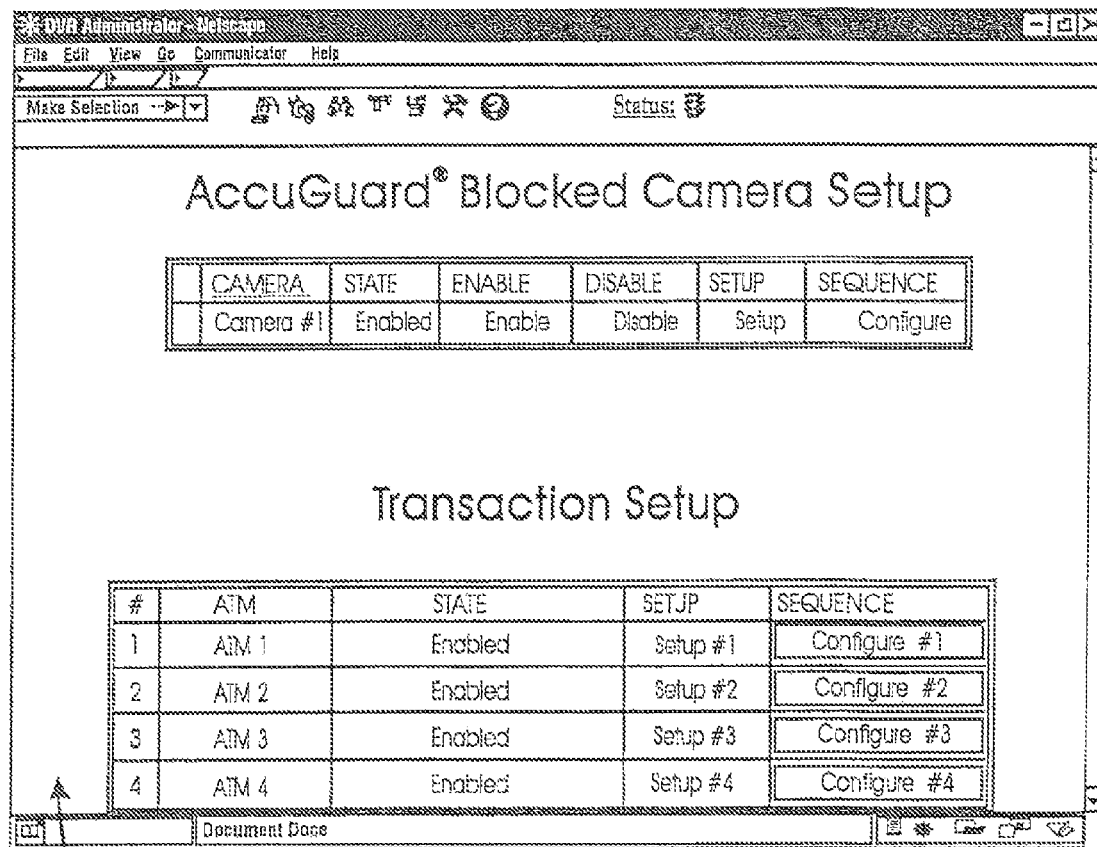 DVR Administrator - Netscape
File Edit View Go Communicator Help
Make Selection
Status:
AccuGuard® Blocked Camera Setup
CAMERA STATE ENABLE DISABLE SETUP SEQUENCE
Camera #1 Enabled Enable Disable Setup Configure
Transaction Setup
# ATM STATE SETUP SEQUENCE
1 ATM 1 Enabled Setup #1 Configure #1
2 ATM 2 Enabled Setup #2 Configure #2
3 ATM 3 Enabled Setup #3 Configure #3
4 ATM 4 Enabled Setup #4 Configure #4
Document Done